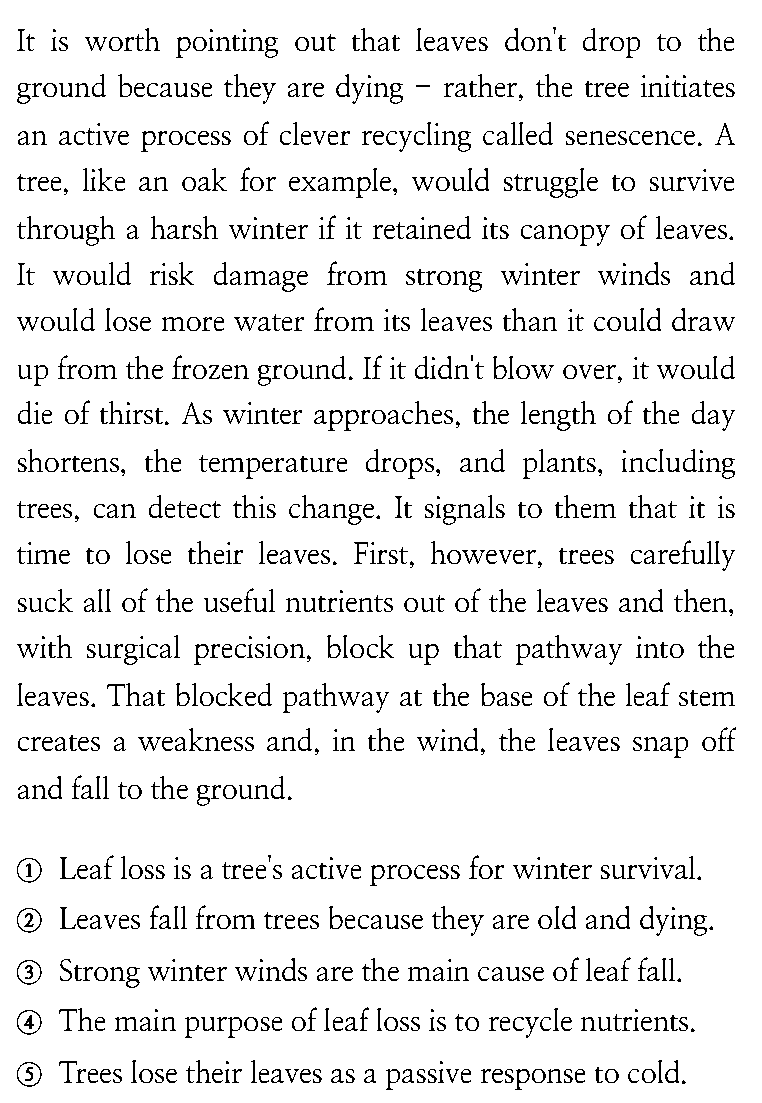 It is worth pointing out that leaves don't drop to the
ground because they are dying − rather, the tree initiates
an active process of clever recycling called senescence. A
tree, like an oak for example, would struggle to survive
through a harsh winter if it retained its canopy of leaves.
It would risk damage from strong winter winds and
would lose more water from its leaves than it could draw
up from the frozen ground. If it didn't blow over, it would
die of thirst. As winter approaches, the length of the day
shortens, the temperature drops, and plants, including
trees, can detect this change. It signals to them that it is
time to lose their leaves. First, however, trees carefully
suck all of the useful nutrients out of the leaves and then,
with surgical precision, block up that pathway into the
leaves. That blocked pathway at the base of the leaf stem
creates a weakness and, in the wind, the leaves snap off
and fall to the ground.
① Leaf loss is a tree's active process for winter survival.
② Leaves fall from trees because they are old and dying.
③ Strong winter winds are the main cause of leaf fall.
④ The main purpose of leaf loss is to recycle nutrients.
⑤ Trees lose their leaves as a passive response to cold.